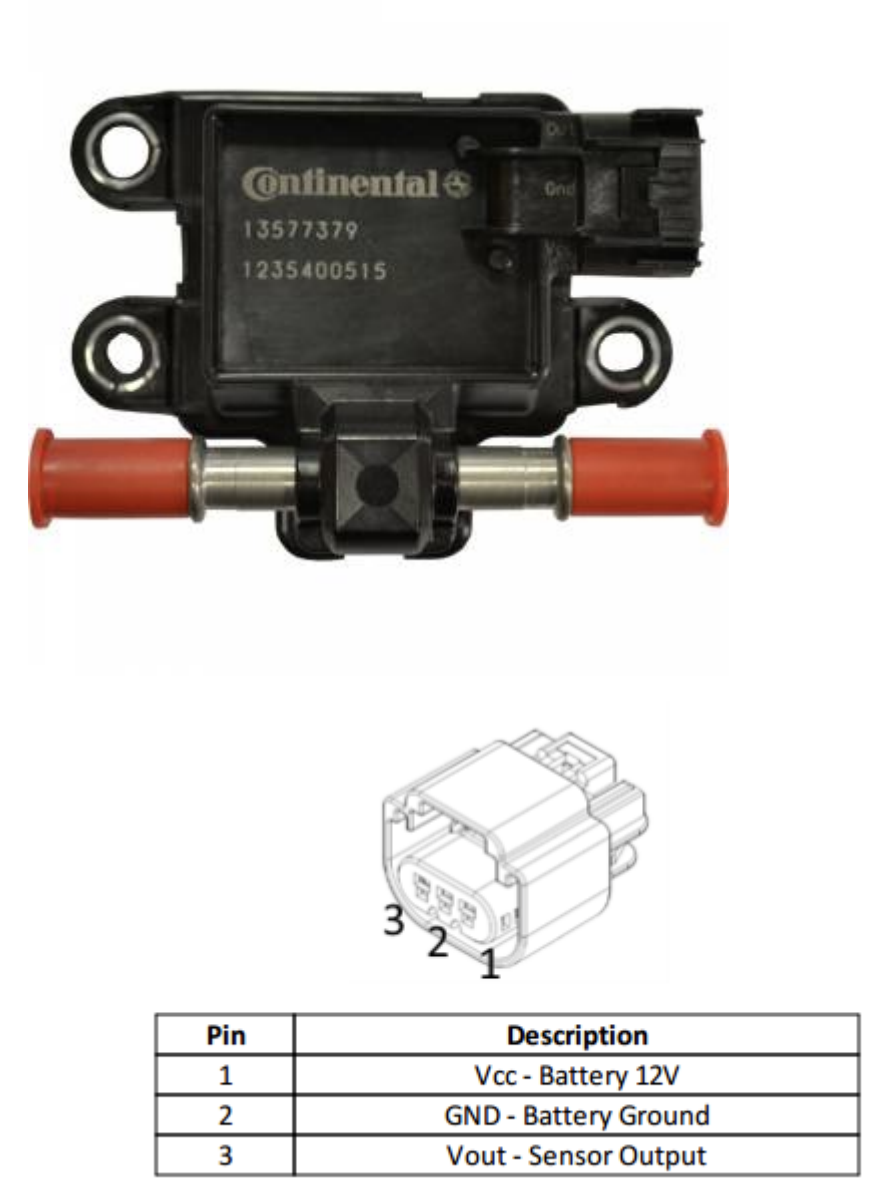 Continental
Out
13577379
Gnd
1235400515
3
2
1
Pin Description
1 Vcc - Battery 12V
2 GND - Battery Ground
3 Vout - Sensor Output